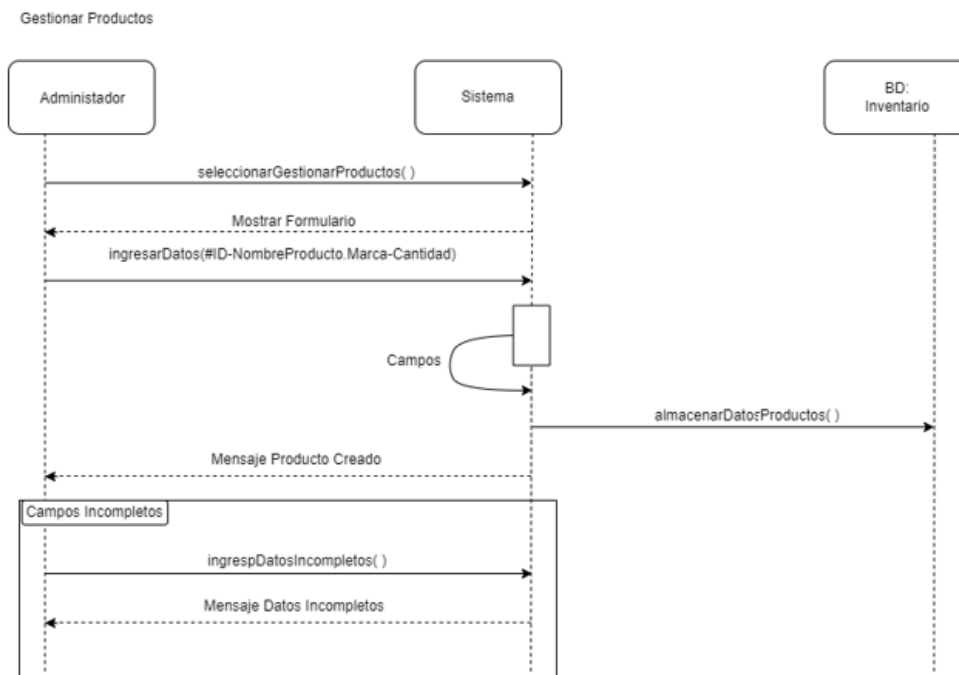 Gestionar Productos
Administador
Sistema
BD:
Inventario
seleccionarGestionarProductos( )
Mostrar Formulario
ingresarDatos(#ID-NombreProducto.Marca-Cantidad)
Campos
almacenarDatosProductos( )
Mensaje Producto Creado
Campos Incompletos
ingrespDatosIncompletos( )
Mensaje Datos Incompletos